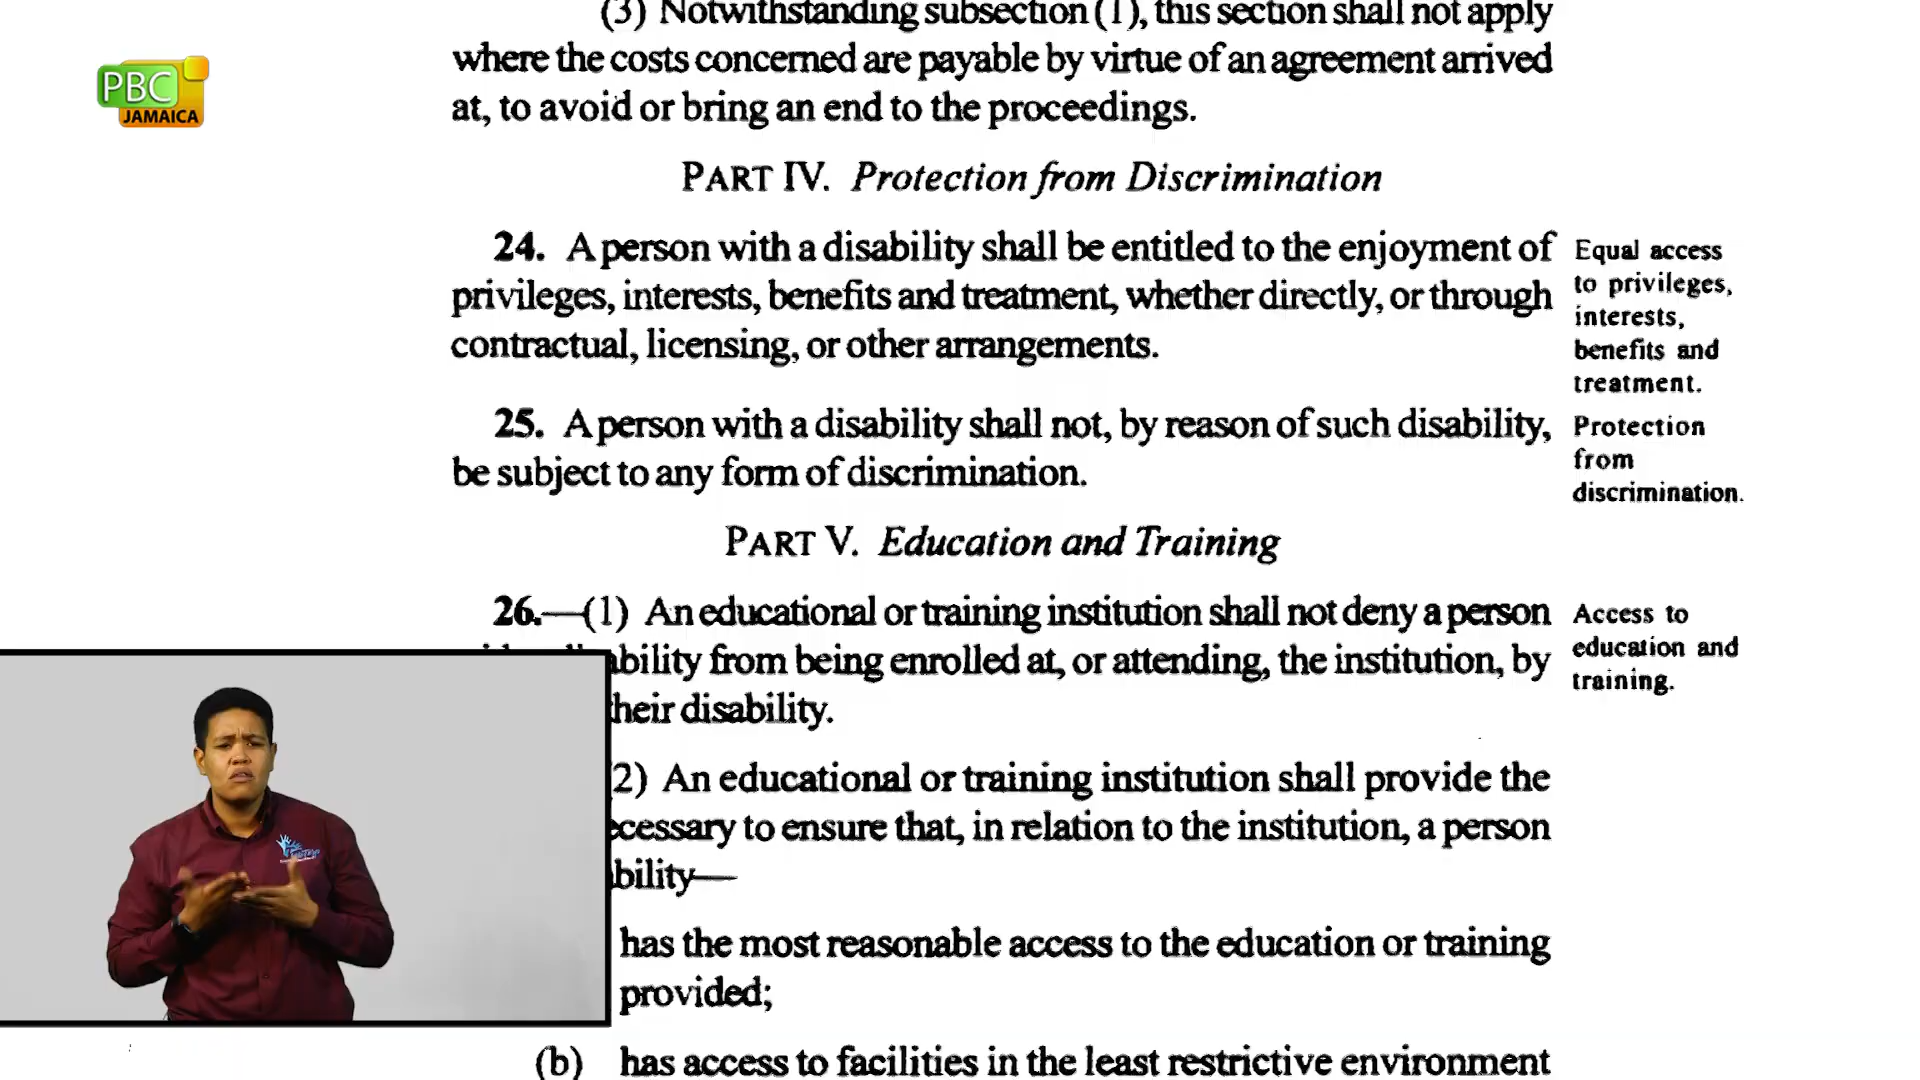 PBC
JAMAICA
(3) Notwithstanding subsection (1), this section shall not apply
where the costs concerned are payable by virtue of an agreement arrived
at, to avoid or bring an end to the proceedings.
PART IV. Protection from Discrimination
24. A person with a disability shall be entitled to the enjoyment of
privileges, interests, benefits and treatment, whether directly, or through
contractual, licensing, or other arrangements.
Equal access
to privileges,
interests,
benefits and
treatment.
25. A person with a disability shall not, by reason of such disability,
be subject to any form of discrimination.
Protection
from
discrimination.
PART V. Education and Training
26.—(1) An educational or training institution shall not deny a person
bility from being enrolled at, or attending, the institution, by
heir disability.
Access to
education and
training.
2) An educational or training institution shall provide the
cessary to ensure that, in relation to the institution, a person
bility—
has the most reasonable access to the education or training
provided;
(b) has access to facilities in the least restrictive environment